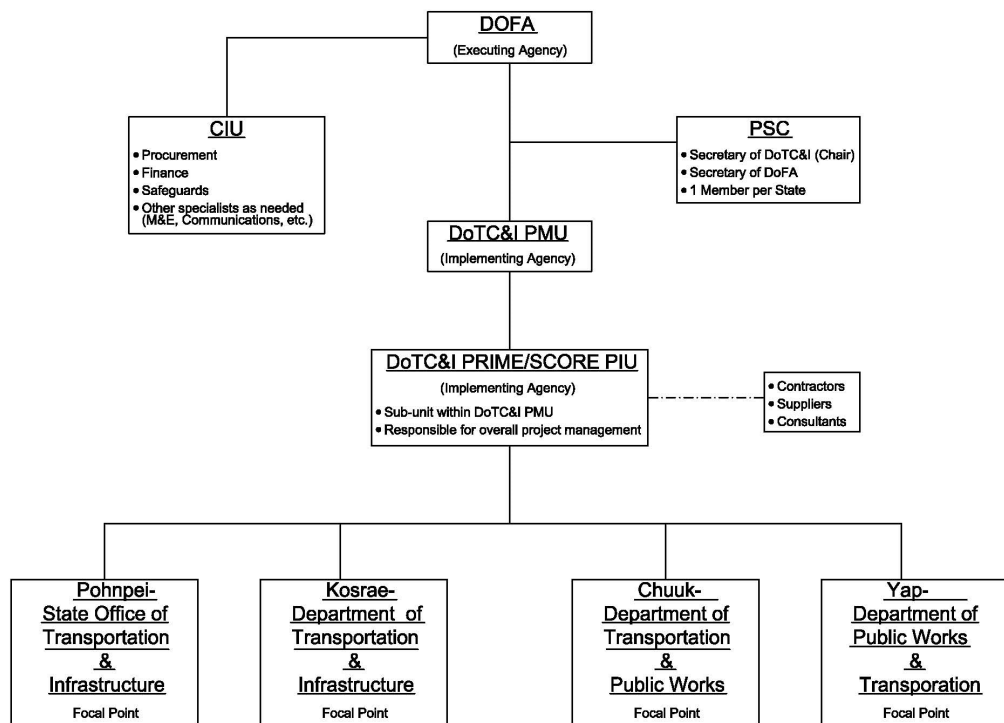 DOFA
(Executing Agency)
CIU
• Procurement
• Finance
• Safeguards
• Other specialists as needed
(M&E, Communications, etc.)
PSC
• Secretary of DoTC&I (Chair)
• Secretary of DoFA
• 1 Member per State
DoTC&I PMU
(Implementing Agency)
DoTC&I PRIME/SCORE PIU
(Implementing Agency)
• Sub-unit within DoTC&I PMU
• Responsible for overall project management
• Contractors
• Suppliers
• Consultants
Pohnpei-
State Office of
Transportation
&
Infrastructure
Focal Point
Kosrae-
Department of
Transportation
&
Infrastructure
Focal Point
Chuuk-
Department of
Transportation
&
Public Works
Focal Point
Yap-
Department of
Public Works
&
Transporation
Focal Point